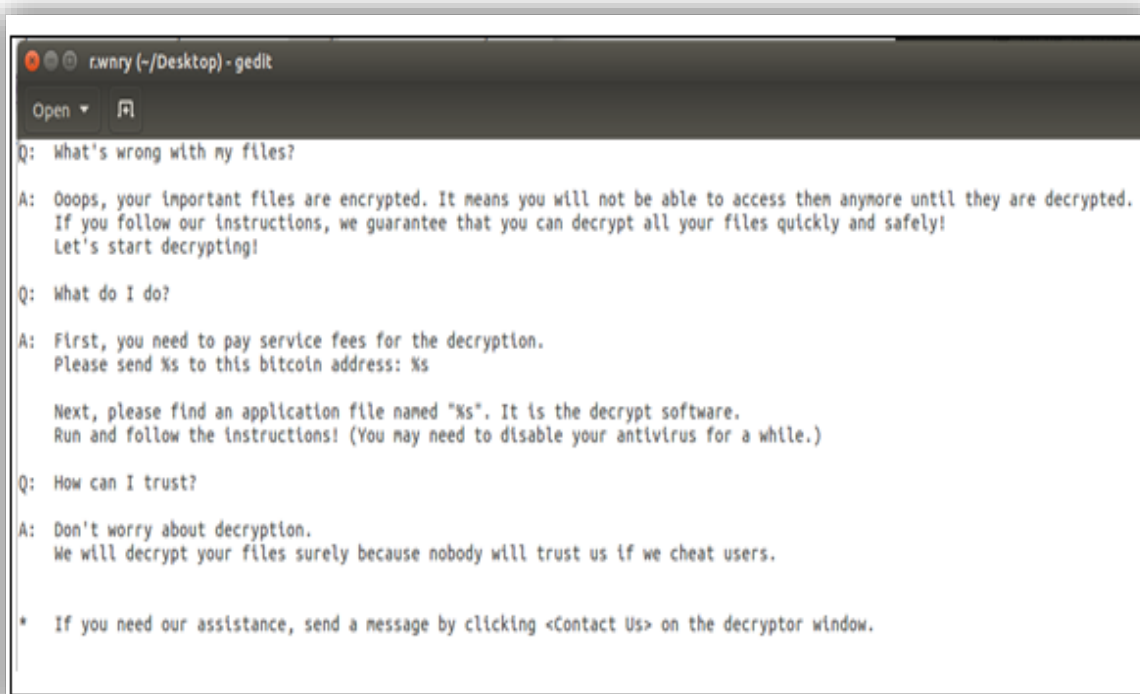 r.wnry (~/Desktop) - gedit
Open
Q: What's wrong with my files?
A: Ooops, your important files are encrypted. It means you will not be able to access them anymore until they are decrypted.
If you follow our instructions, we guarantee that you can decrypt all your files quickly and safely!
Let's start decrypting!
Q: What do I do?
A: First, you need to pay service fees for the decryption.
Please send %s to this bitcoin address: %s
Next, please find an application file named "%s". It is the decrypt software.
Run and follow the instructions! (You may need to disable your antivirus for a while.)
Q: How can I trust?
A: Don't worry about decryption.
We will decrypt your files surely because nobody will trust us if we cheat users.
* If you need our assistance, send a message by clicking <Contact Us> on the decryptor window.